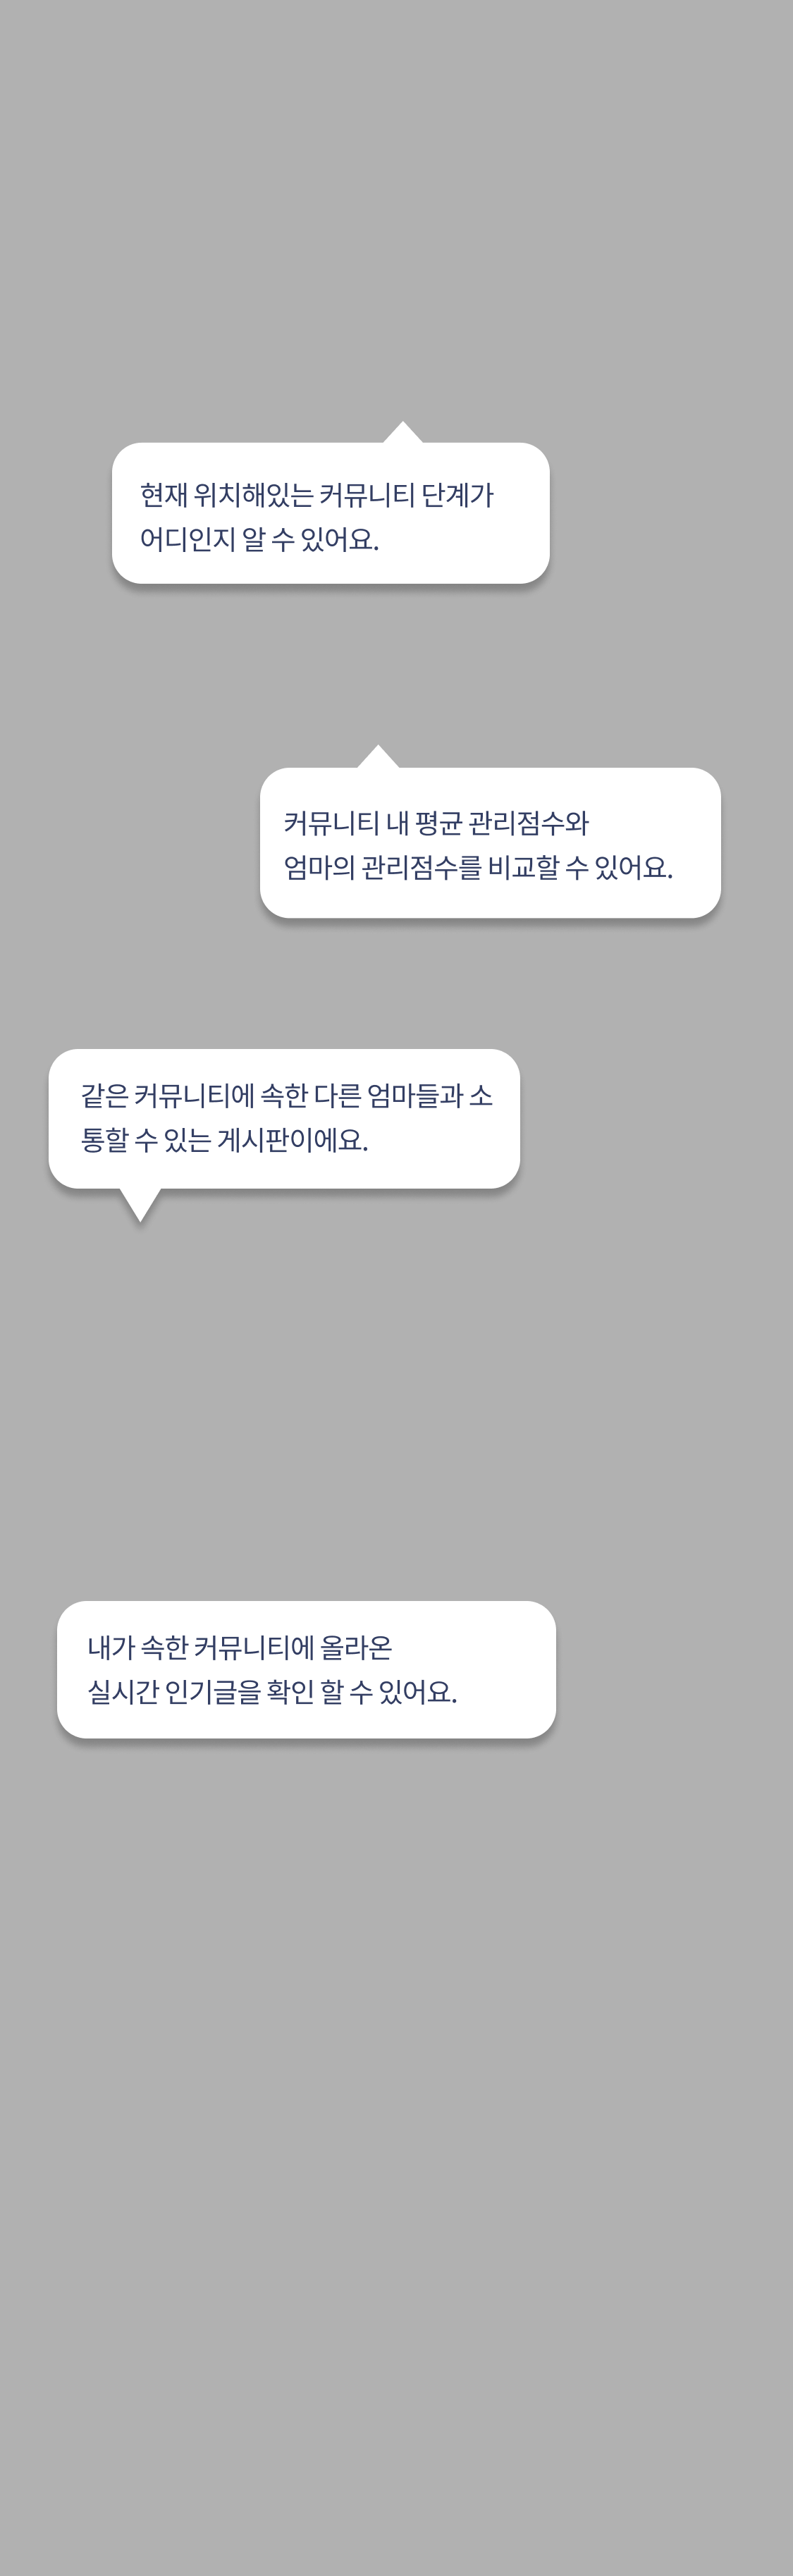 현재 위치해있는 커뮤니티 단계가
어디인지 알 수 있어요.
커뮤니티 내 평균 관리점수와
엄마의 관리점수를 비교할 수 있어요.
같은 커뮤니티에 속한 다른 엄마들과 소
통할 수 있는 게시판이에요.
내가 속한 커뮤니티에 올라온
실시간 인기글을 확인 할 수 있어요.